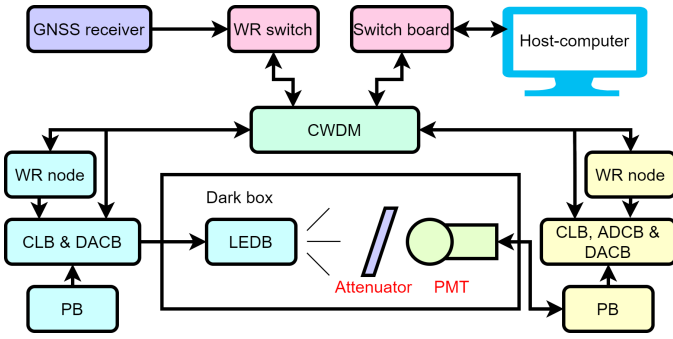 GNSS receiver
WR switch
Switch board
Host-computer
CWDM
WR node
WR node
Dark box
CLB & DACB
LEDB
CLB, ADCB &
DACB
Attenuator
PMT
PB
PB